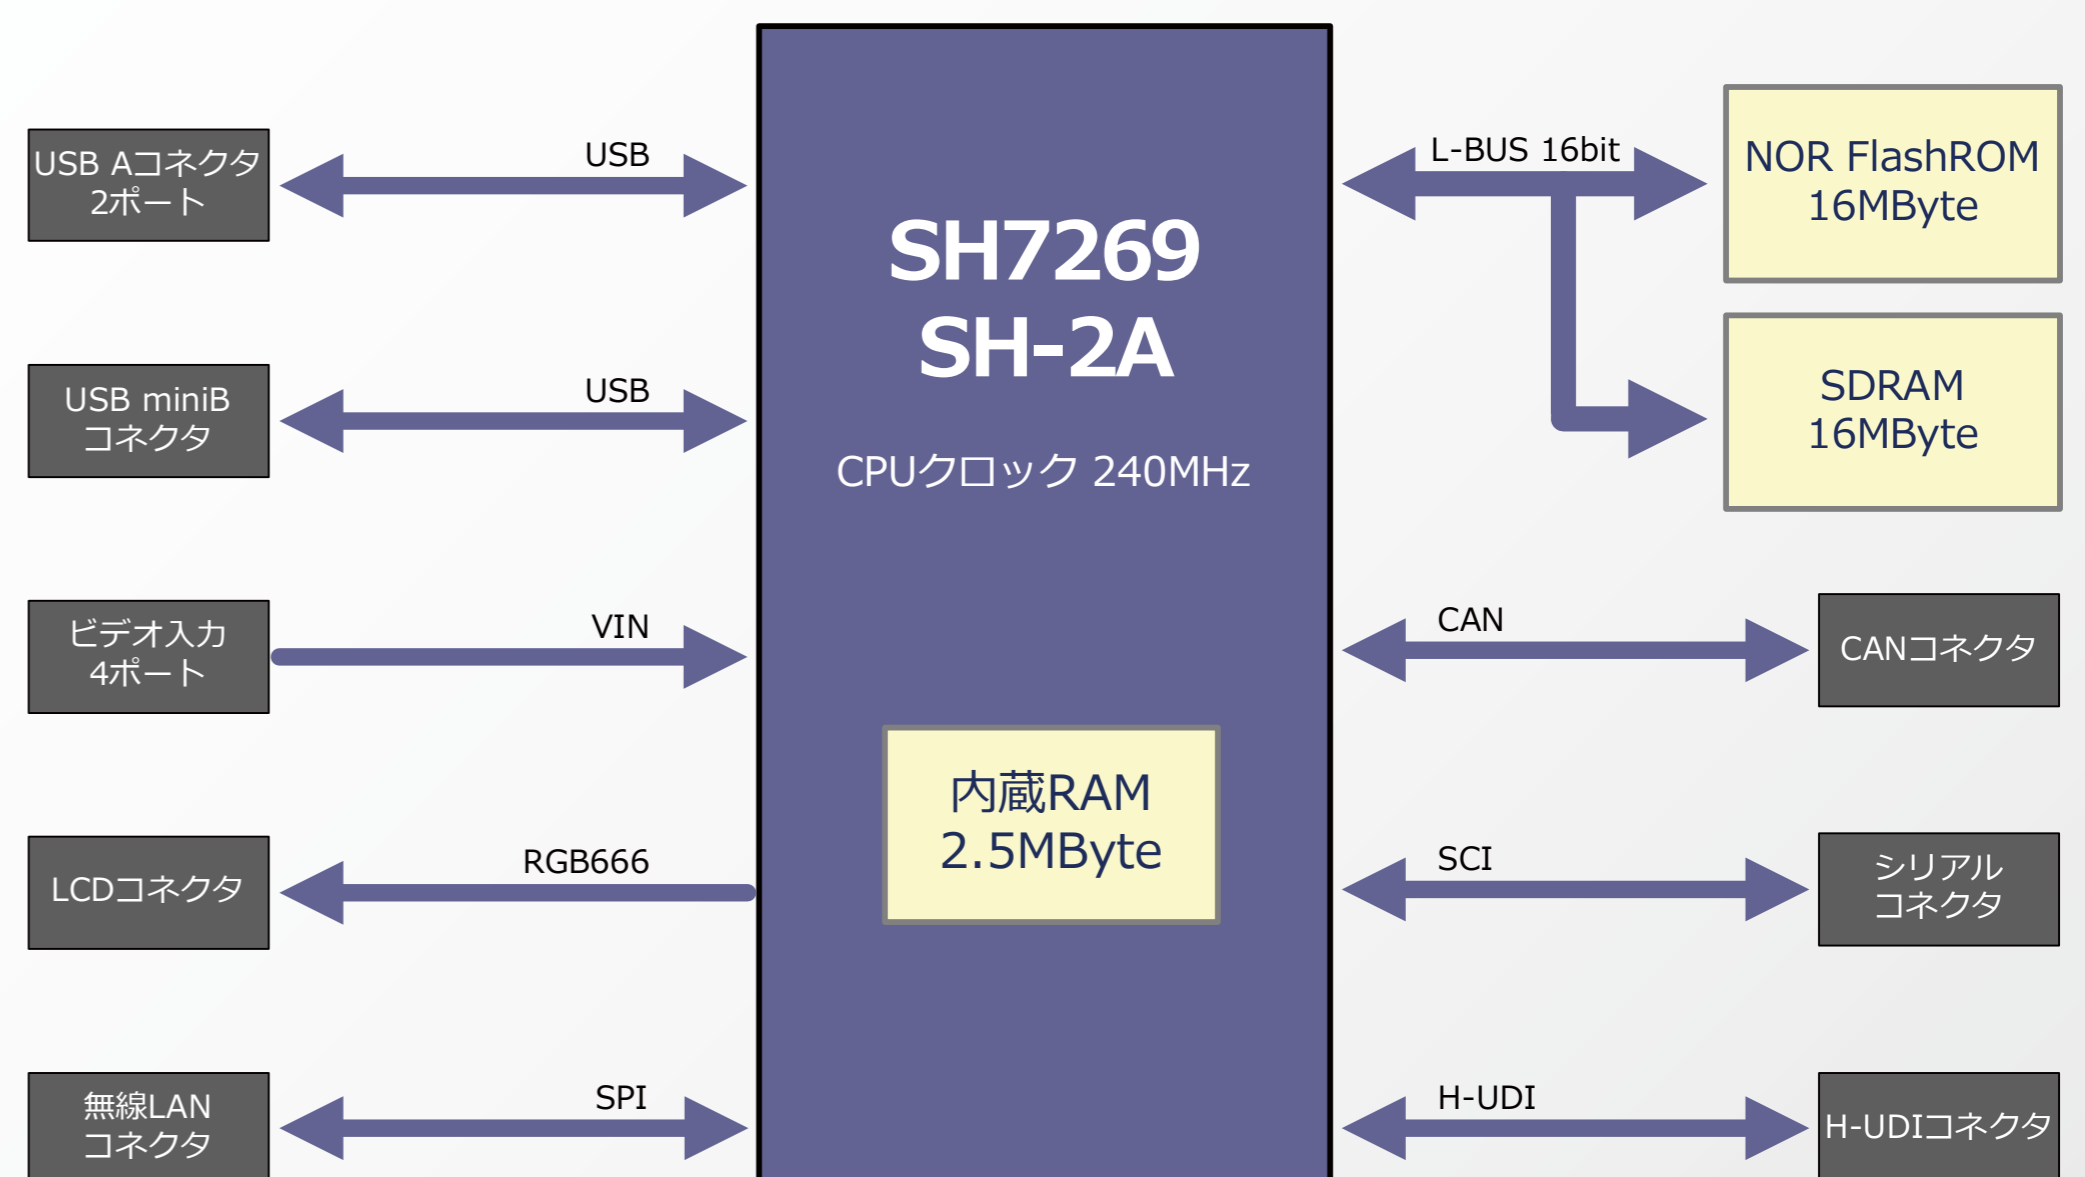 USB Aコネクタ
2ポート
USB
USB miniB
コネクタ
USB
ビデオ入力
4ポート
VIN
LCDコネクタ
RGB666
無線LAN
コネクタ
SPI
SH7269
SH-2A
CPUクロック 240MHz
内蔵RAM
2.5MByte
L-BUS 16bit
NOR FlashROM
16MByte
SDRAM
16MByte
CAN
CANコネクタ
SCI
シリアル
コネクタ
H-UDI
H-UDIコネクタ